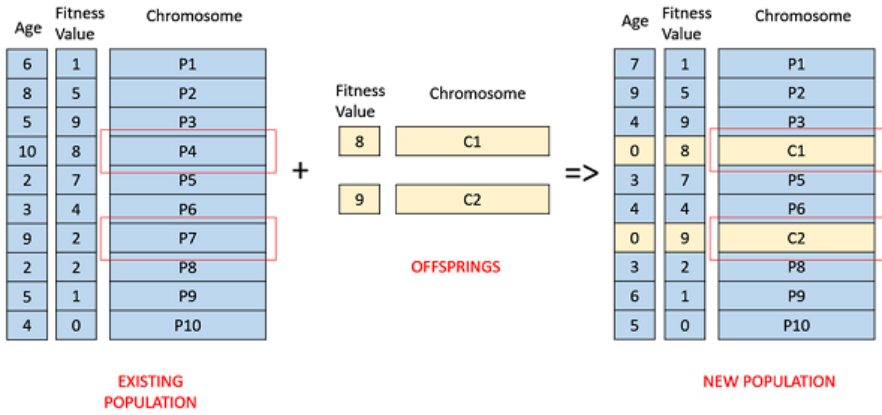 Age Fitness Value Chromosome
6 1 P1
8 5 P2
5 9 P3
10 8 P4
2 7 P5
3 4 P6
9 2 P7
2 2 P8
5 1 P9
4 0 P10
EXISTING
POPULATION
+
Fitness
Value
Chromosome
8 C1
9 C2
OFFSPRINGS
=>
Age Fitness Value Chromosome
7 1 P1
9 5 P2
4 9 P3
0 8 C1
3 7 P5
4 4 P6
0 9 C2
3 2 P8
6 1 P9
5 0 P10
NEW POPULATION